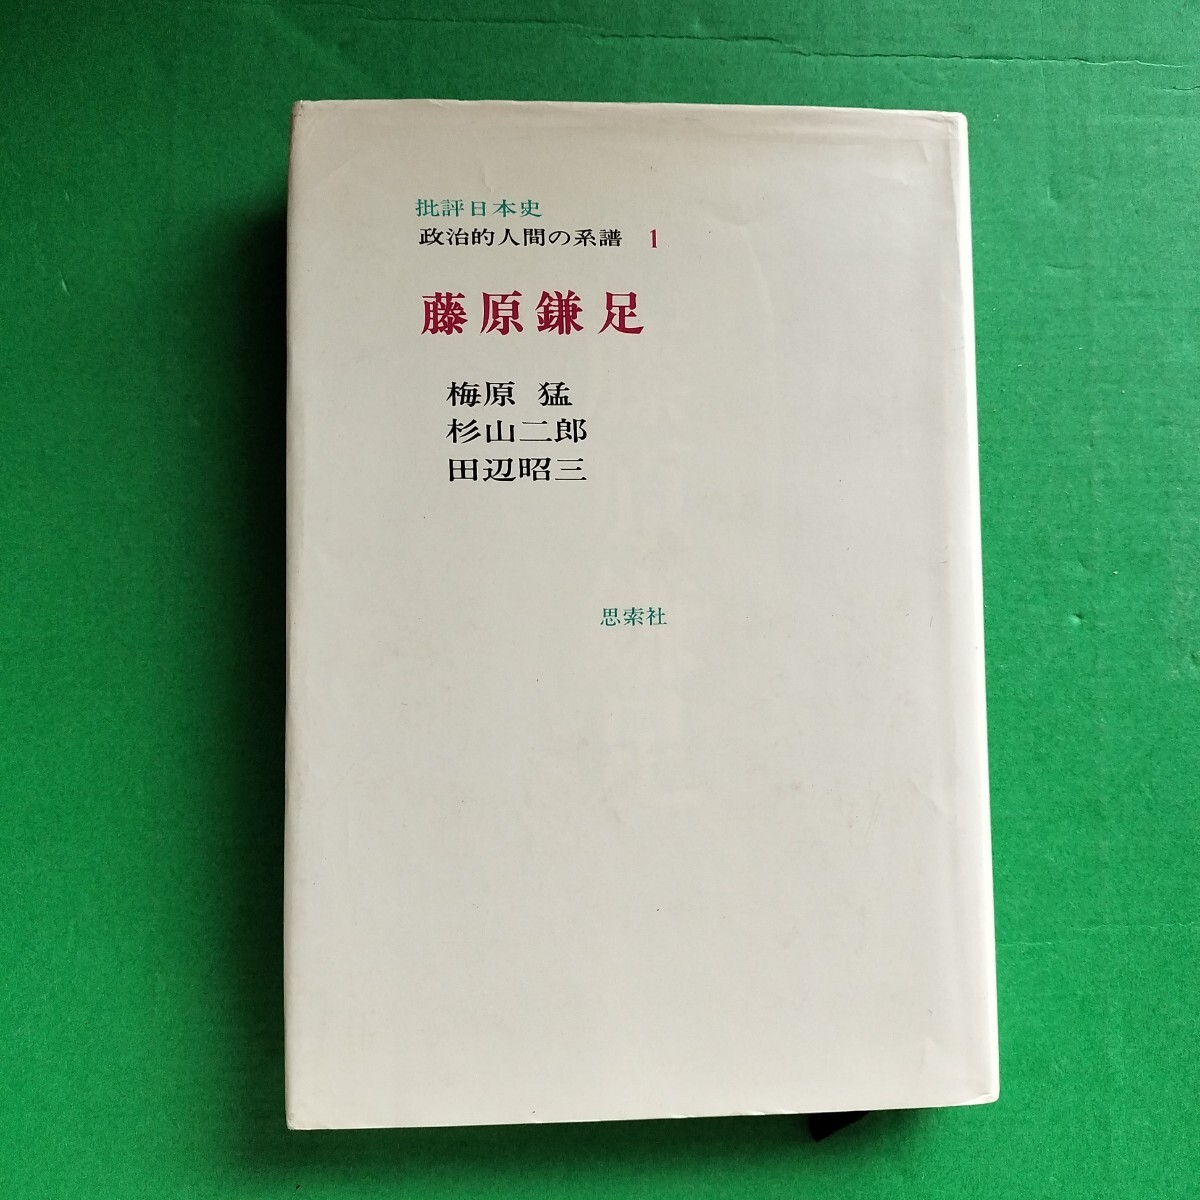 批評日本史
政治的人間の系譜 1
藤原鎌足
梅原 猛
杉山二郎
田辺昭三
思索社